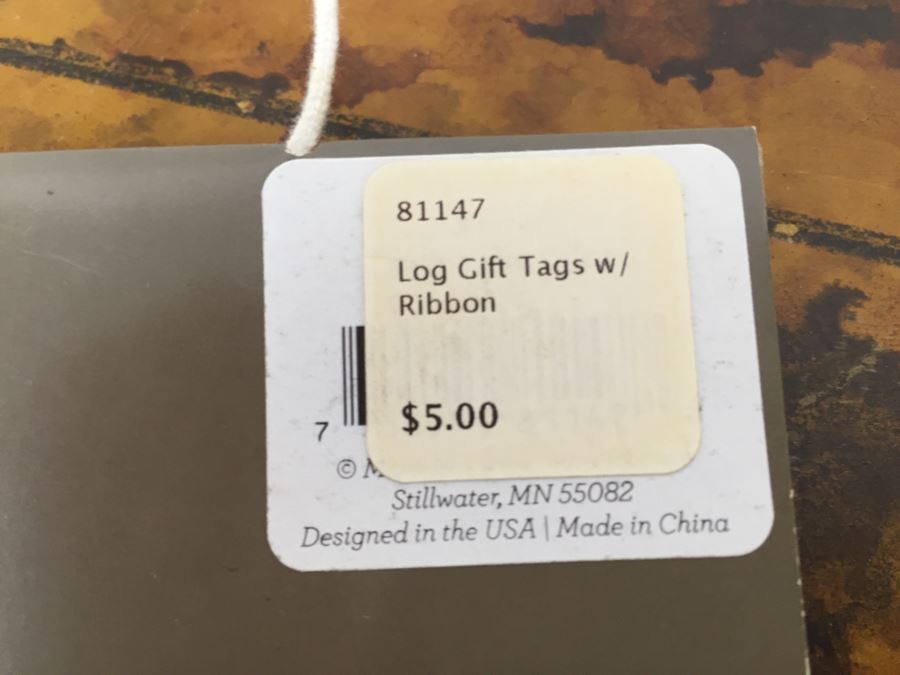 81147
Log Gift Tags w/
Ribbon
$5.00
7
© M
Stillwater, MN 55082
Designed in the USA | Made in China